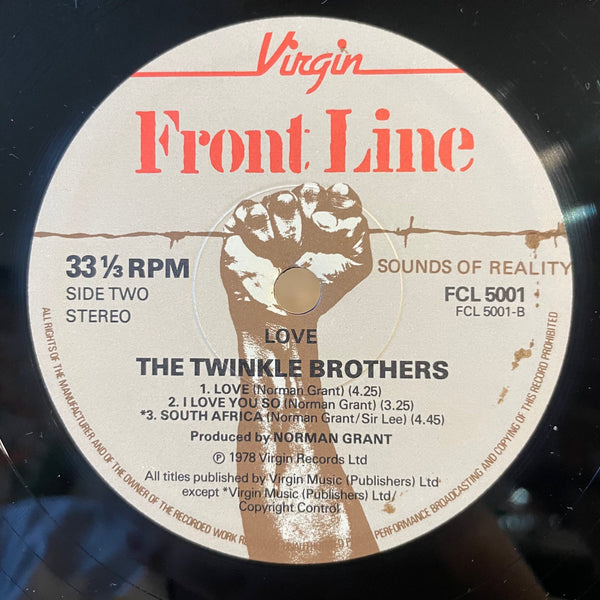 Virgin
Front Line
33 ⅓ RPM
SIDE TWO
STEREO
SOUNDS OF REALITY
FCL 5001
FCL 5001-B
LOVE
THE TWINKLE BROTHERS
1. LOVE (Norman Grant) (4.25)
2. I LOVE YOU SO (Norman Grant) (3.25)
*3. SOUTH AFRICA (Norman Grant/Sir Lee) (4.45)
Produced by NORMAN GRANT
℗ 1978 Virgin Records Ltd
All titles published by Virgin Music (Publishers) Ltd
except *Virgin Music (Publishers) Ltd/
Copyright Control
ALL RIGHTS OF THE MANUFACTURER AND OF THE OWNER OF THE RECORDED WORK PERFORMANCE BROADCASTING AND COPYING OF THIS RECORD PROHIBITED